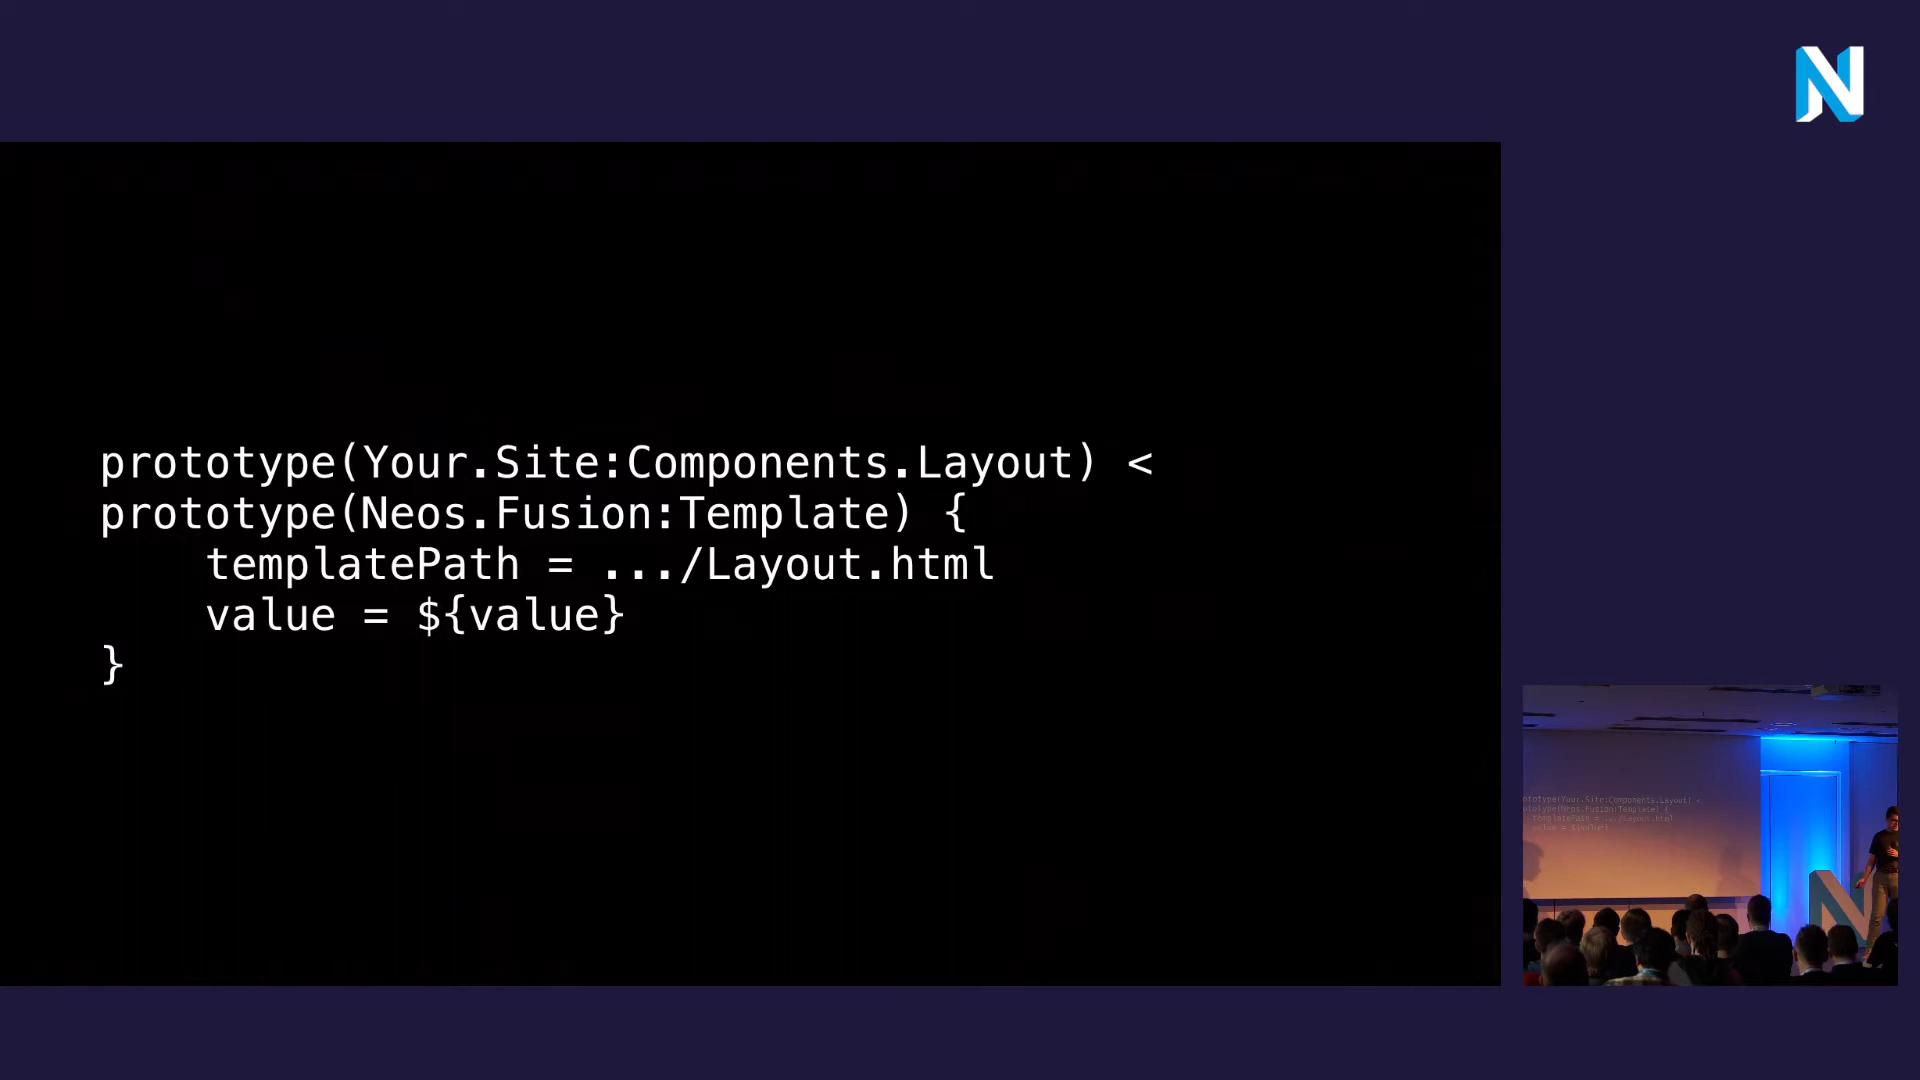 prototype(Your.Site:Components.Layout) <
prototype(Neos.Fusion:Template) {
    templatePath = .../Layout.html
    value = ${value}
}